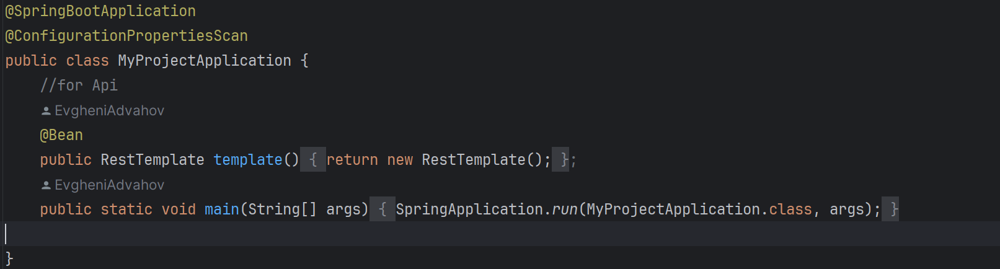 @SpringBootApplication
@ConfigurationPropertiesScan
public class MyProjectApplication {
//for Api
EvgheniAdvahov
@Bean
public RestTemplate template() { return new RestTemplate(); };
EvgheniAdvahov
public static void main(String[] args) { SpringApplication.run(MyProjectApplication.class, args); }
}